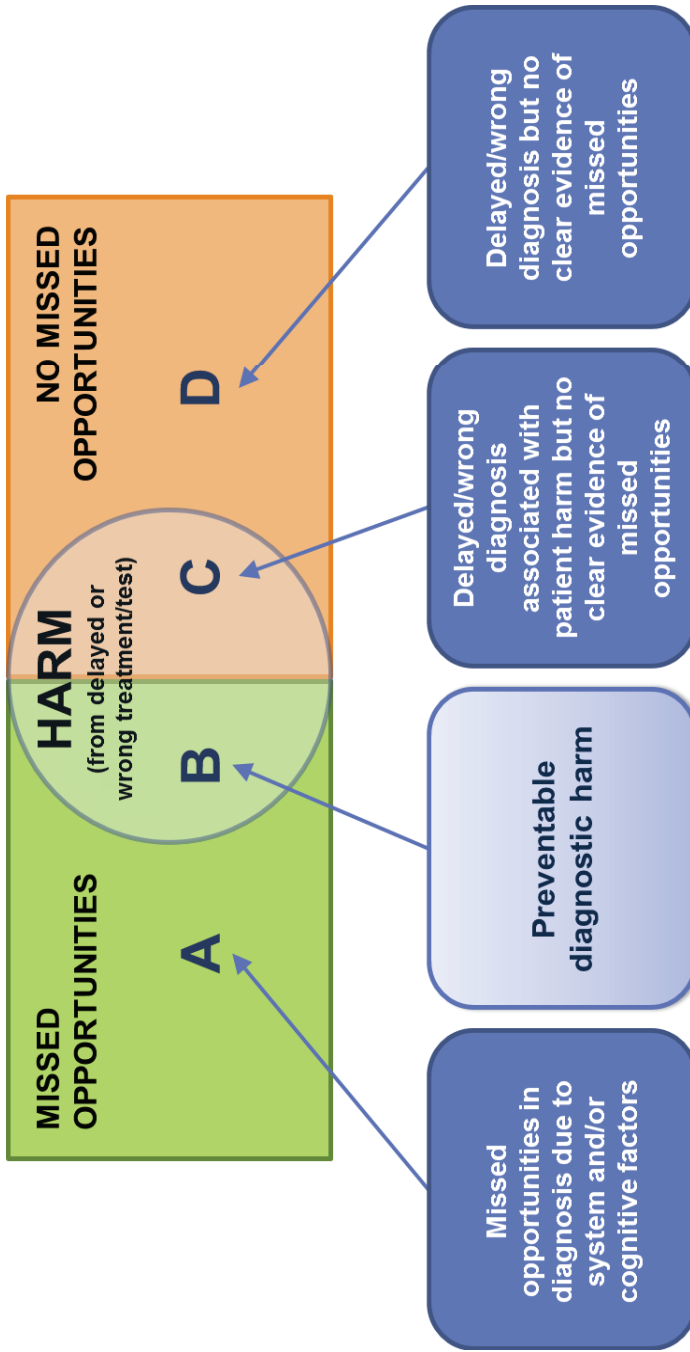 MISSED
OPPORTUNITIES
HARM
(from delayed or
wrong treatment/test)
NO MISSED
OPPORTUNITIES
A
B
C
D
Missed
opportunities in
diagnosis due to
system and/or
cognitive factors
Preventable
diagnostic harm
Delayed/wrong
diagnosis
associated with
patient harm but no
clear evidence of
missed
opportunities
Delayed/wrong
diagnosis but no
clear evidence of
missed
opportunities